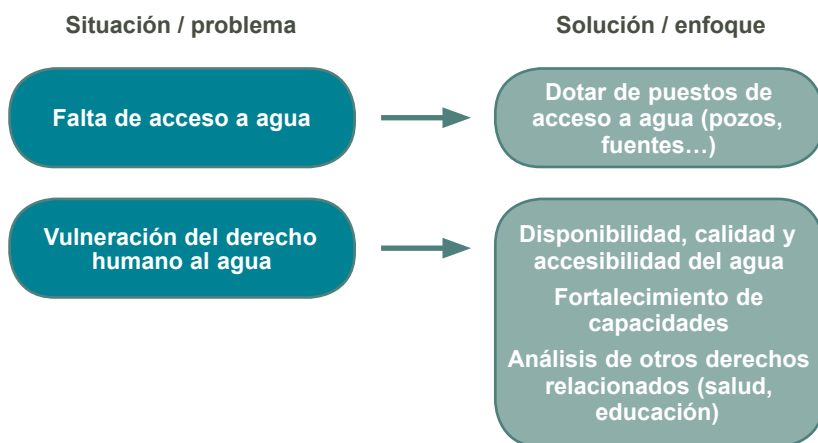 Situación / problema
Solución / enfoque
Falta de acceso a agua
Dotar de puestos de
acceso a agua (pozos,
fuentes…)
Vulneración del derecho
humano al agua
Disponibilidad, calidad y
accesibilidad del agua
Fortalecimiento de
capacidades
Análisis de otros derechos
relacionados (salud,
educación)